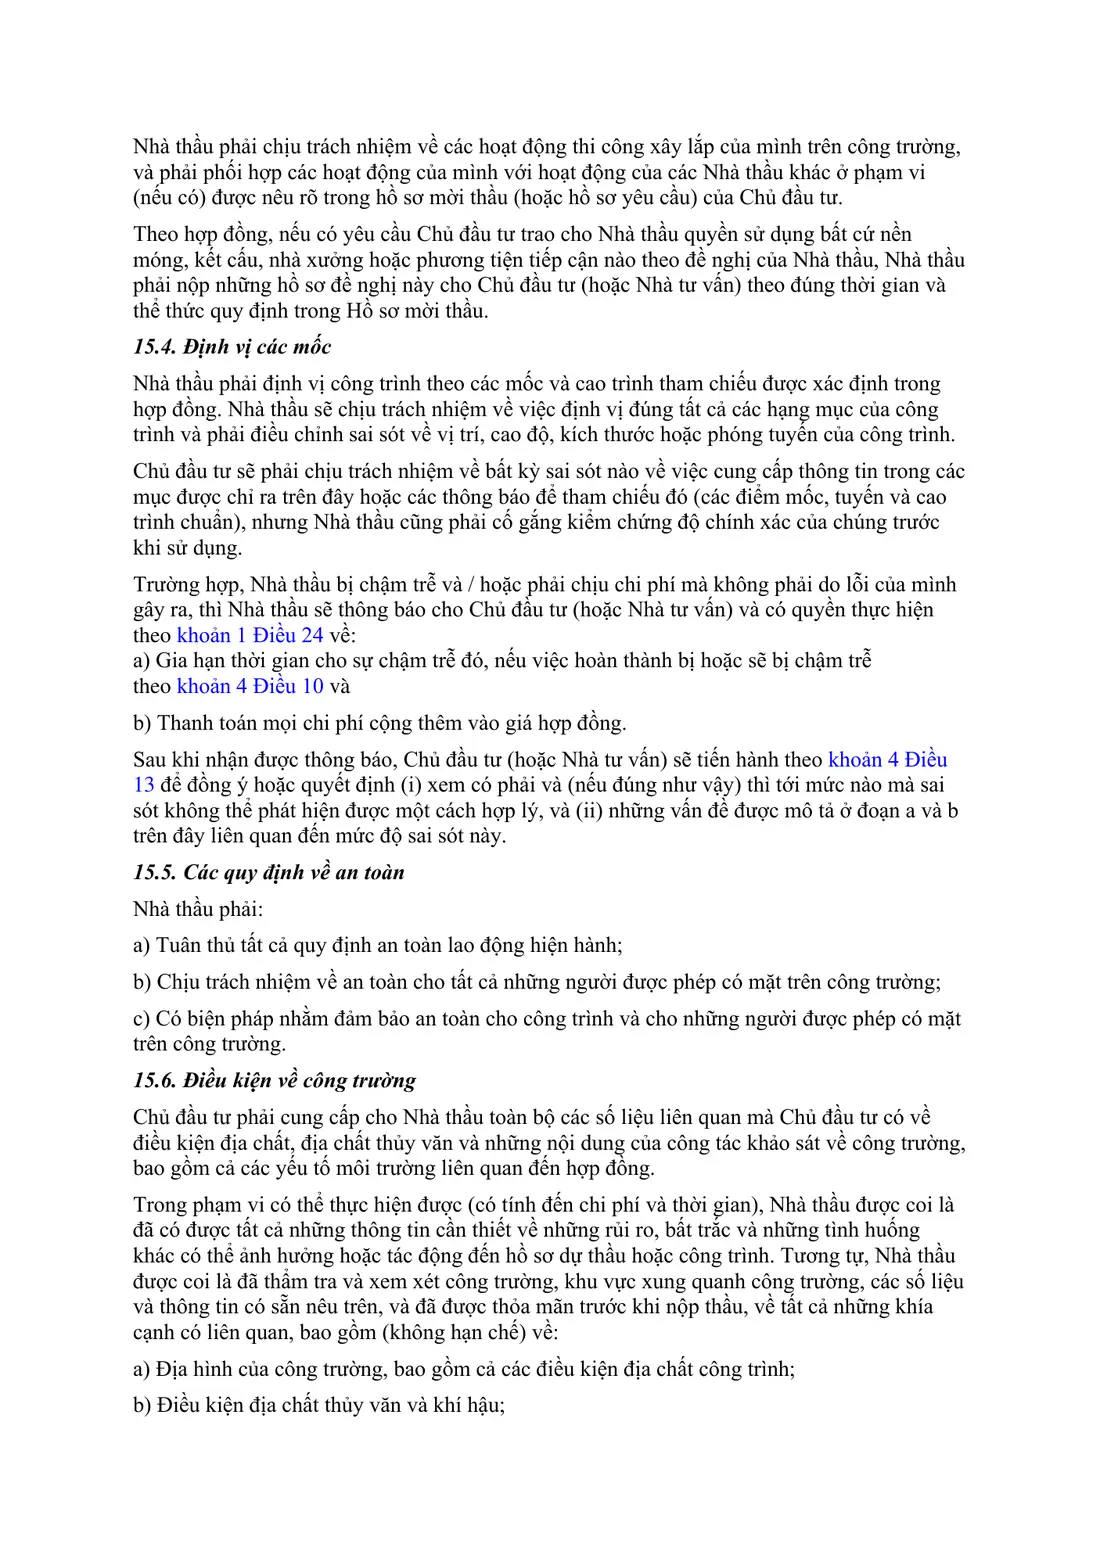 Nhà thầu phải chịu trách nhiệm về các hoạt động thi công xây lắp của mình trên công trường,
và phải phối hợp các hoạt động của mình với hoạt động của các Nhà thầu khác ở phạm vi
(nếu có) được nêu rõ trong hồ sơ mời thầu (hoặc hồ sơ yêu cầu) của Chủ đầu tư.
Theo hợp đồng, nếu có yêu cầu Chủ đầu tư trao cho Nhà thầu quyền sử dụng bất cứ nền
móng, kết cấu, nhà xưởng hoặc phương tiện tiếp cận nào theo đề nghị của Nhà thầu, Nhà thầu
phải nộp những hồ sơ đề nghị này cho Chủ đầu tư (hoặc Nhà tư vấn) theo đúng thời gian và
thể thức quy định trong Hồ sơ mời thầu.
15.4. Định vị các mốc
Nhà thầu phải định vị công trình theo các mốc và cao trình tham chiếu được xác định trong
hợp đồng. Nhà thầu sẽ chịu trách nhiệm về việc định vị đúng tất cả các hạng mục của công
trình và phải điều chỉnh sai sót về vị trí, cao độ, kích thước hoặc phóng tuyến của công trình.
Chủ đầu tư sẽ phải chịu trách nhiệm về bất kỳ sai sót nào về việc cung cấp thông tin trong các
mục được chỉ ra trên đây hoặc các thông báo để tham chiếu đó (các điểm mốc, tuyến và cao
trình chuẩn), nhưng Nhà thầu cũng phải cố gắng kiểm chứng độ chính xác của chúng trước
khi sử dụng.
Trường hợp, Nhà thầu bị chậm trễ và / hoặc phải chịu chi phí mà không phải do lỗi của mình
gây ra, thì Nhà thầu sẽ thông báo cho Chủ đầu tư (hoặc Nhà tư vấn) và có quyền thực hiện
theo khoản 1 Điều 24 về:
a) Gia hạn thời gian cho sự chậm trễ đó, nếu việc hoàn thành bị hoặc sẽ bị chậm trễ
theo khoản 4 Điều 10 và
b) Thanh toán mọi chi phí cộng thêm vào giá hợp đồng.
Sau khi nhận được thông báo, Chủ đầu tư (hoặc Nhà tư vấn) sẽ tiến hành theo khoản 4 Điều
13 để đồng ý hoặc quyết định (i) xem có phải và (nếu đúng như vậy) thì tới mức nào mà sai
sót không thể phát hiện được một cách hợp lý, và (ii) những vấn đề được mô tả ở đoạn a và b
trên đây liên quan đến mức độ sai sót này.
15.5. Các quy định về an toàn
Nhà thầu phải:
a) Tuân thủ tất cả quy định an toàn lao động hiện hành;
b) Chịu trách nhiệm về an toàn cho tất cả những người được phép có mặt trên công trường;
c) Có biện pháp nhằm đảm bảo an toàn cho công trình và cho những người được phép có mặt
trên công trường.
15.6. Điều kiện về công trường
Chủ đầu tư phải cung cấp cho Nhà thầu toàn bộ các số liệu liên quan mà Chủ đầu tư có về
điều kiện địa chất, địa chất thủy văn và những nội dung của công tác khảo sát về công trường,
bao gồm cả các yếu tố môi trường liên quan đến hợp đồng.
Trong phạm vi có thể thực hiện được (có tính đến chi phí và thời gian), Nhà thầu được coi là
đã có được tất cả những thông tin cần thiết về những rủi ro, bất trắc và những tình huống
khác có thể ảnh hưởng hoặc tác động đến hồ sơ dự thầu hoặc công trình. Tương tự, Nhà thầu
được coi là đã thẩm tra và xem xét công trường, khu vực xung quanh công trường, các số liệu
và thông tin có sẵn nêu trên, và đã được thỏa mãn trước khi nộp thầu, về tất cả những khía
cạnh có liên quan, bao gồm (không hạn chế) về:
a) Địa hình của công trường, bao gồm cả các điều kiện địa chất công trình;
b) Điều kiện địa chất thủy văn và khí hậu;